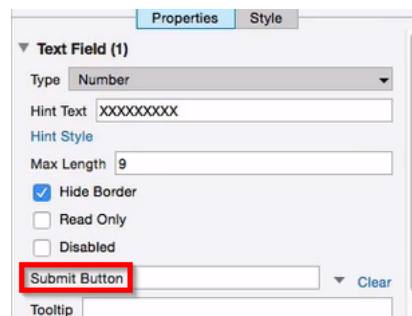 Properties Style
Text Field (1)
Type Number
Hint Text XXXXXXXXX
Hint Style
Max Length 9
Hide Border
Read Only
Disabled
Submit Button Clear
Tooltip